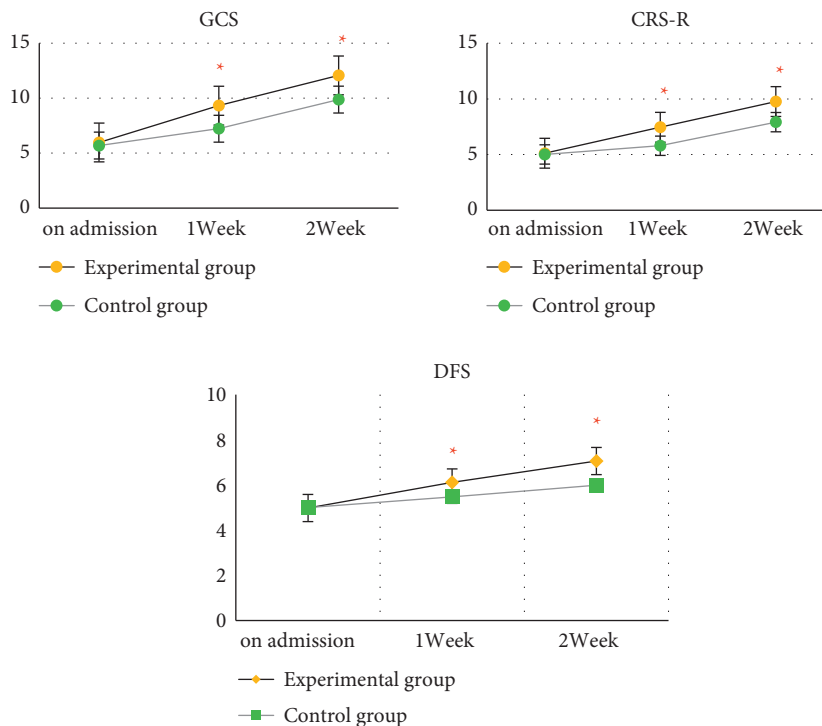 GCS
15
*
*
10
5
0
on admission 1Week 2Week
Experimental group
Control group
CRS-R
15
*
*
10
5
0
on admission 1Week 2Week
Experimental group
Control group
DFS
10
*
8
*
6
4
2
0
on admission 1Week 2Week
Experimental group
Control group